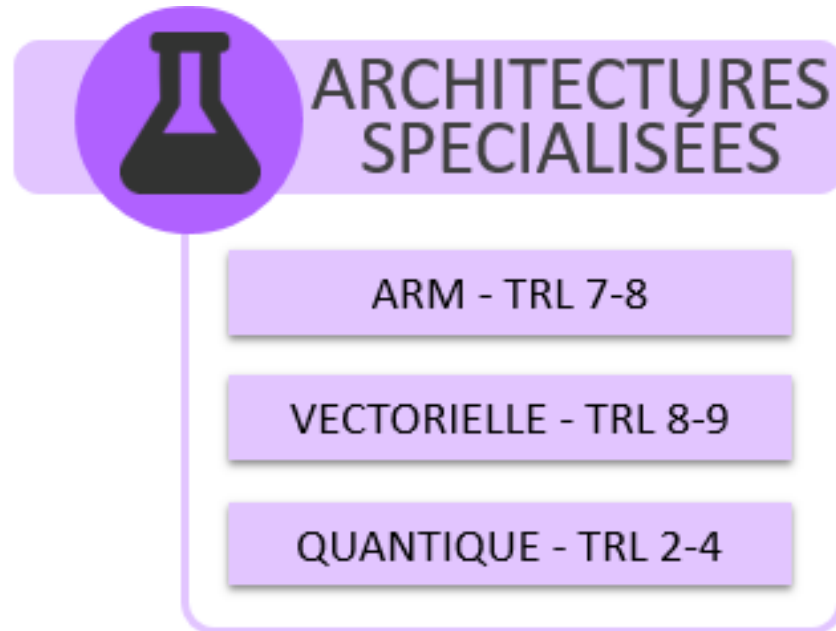 ARCHITECTURES
SPECIALISÉES
ARM - TRL 7-8
VECTORIELLE - TRL 8-9
QUANTIQUE - TRL 2-4